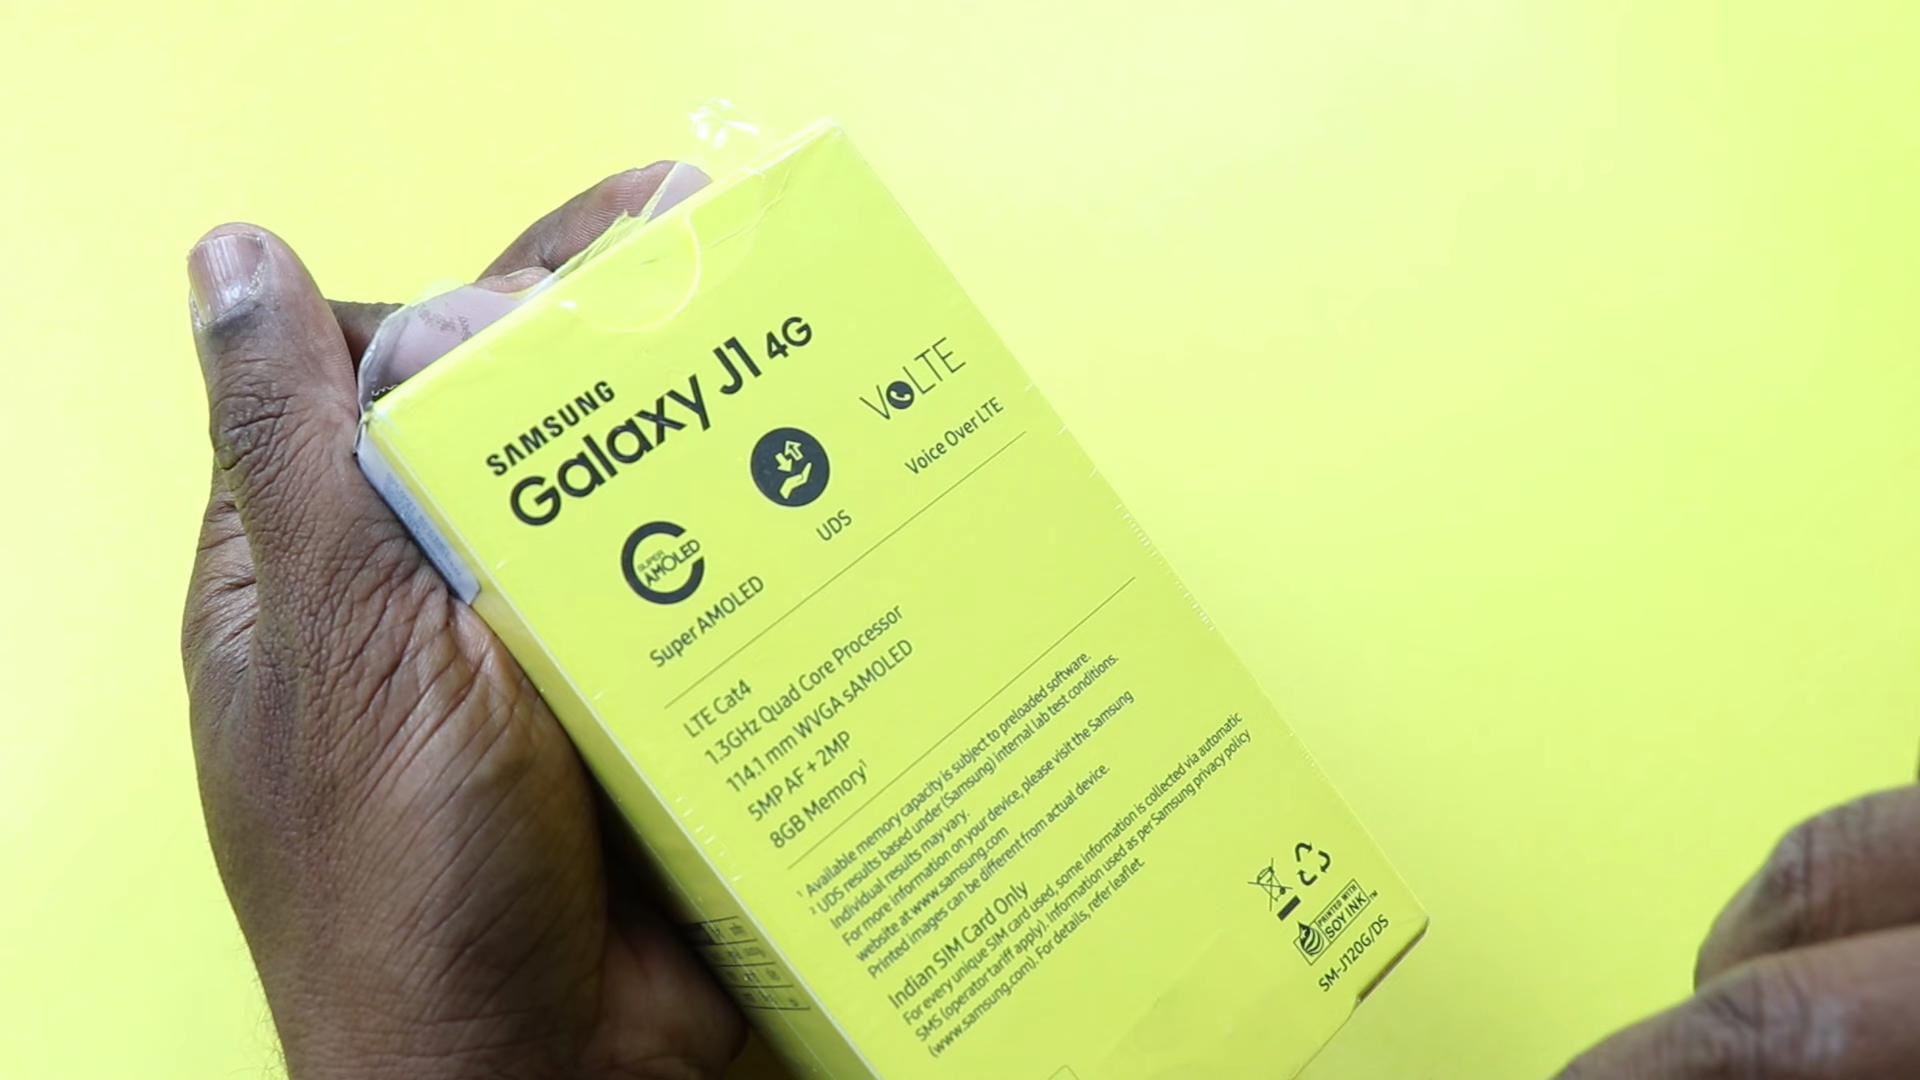 SAMSUNG
Galaxy J1 4G
SUPER
AMOLED
Super AMOLED
UDS
VoLTE
Voice Over LTE
LTE Cat4
1.3GHz Quad Core Processor
114.1 mm WVGA sAMOLED
5MP AF + 2MP
8GB Memory¹
¹ Available memory capacity is subject to preloaded software.
² UDS results based under (Samsung) internal lab test conditions.
Individual results may vary.
For more information on your device, please visit the Samsung
website at www.samsung.com
Printed images can be different from actual device.
Indian SIM Card Only
For every unique SIM card used, some information is collected via automatic
SMS (operator tariff apply). Information used as per Samsung privacy policy
(www.samsung.com). For details, refer leaflet.
PRINTED WITH
SOY INK™
SM-J120G/DS